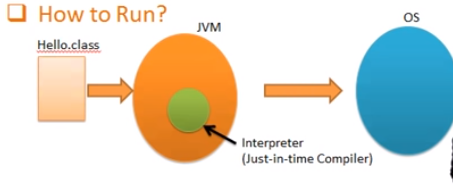 How to Run?
JVM
OS
Hello.class
Interpreter
(Just-in-time Compiler)